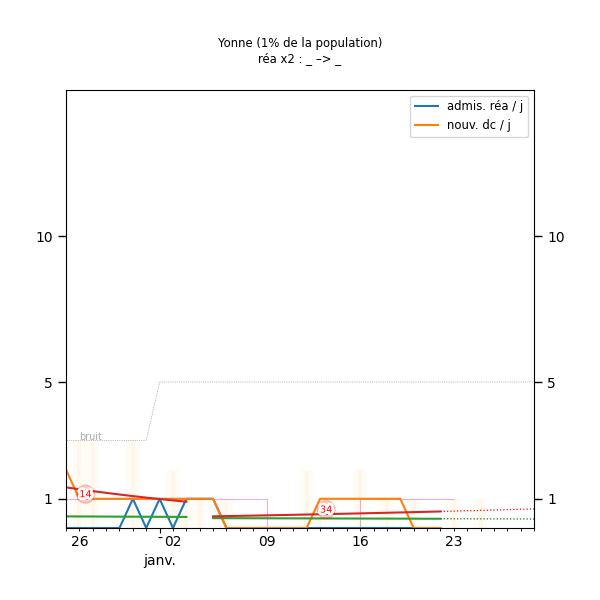 Yonne (1% de la population)
réa x2 : _ –> _
admis. réa / j
nouv. dc / j
10 10
5 5
bruit
14
34
1 1
26 02 09 16 23
janv.